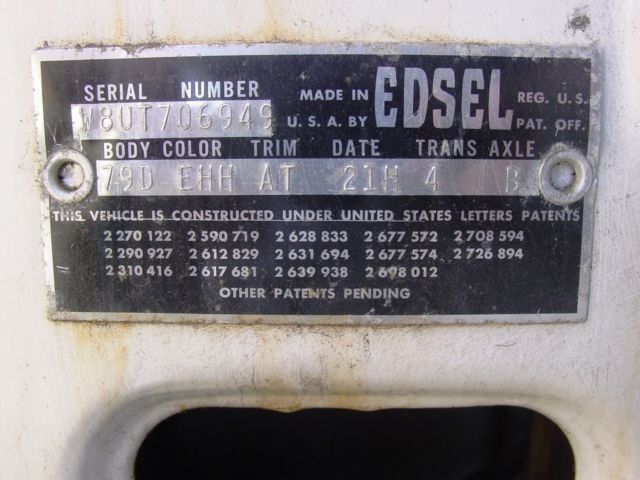 SERIAL NUMBER MADE IN EDSEL REG. U.S.
W8UT706949 U.S.A. BY PAT. OFF.
BODY COLOR TRIM DATE TRANS AXLE
79D EHH AT 21H 4 B
THIS VEHICLE IS CONSTRUCTED UNDER UNITED STATES LETTERS PATENTS
2 270 122 2 590 719 2 628 833 2 677 572 2 708 594
2 290 927 2 612 829 2 631 694 2 677 574 2 726 894
2 310 416 2 617 681 2 639 938 2 698 012
OTHER PATENTS PENDING